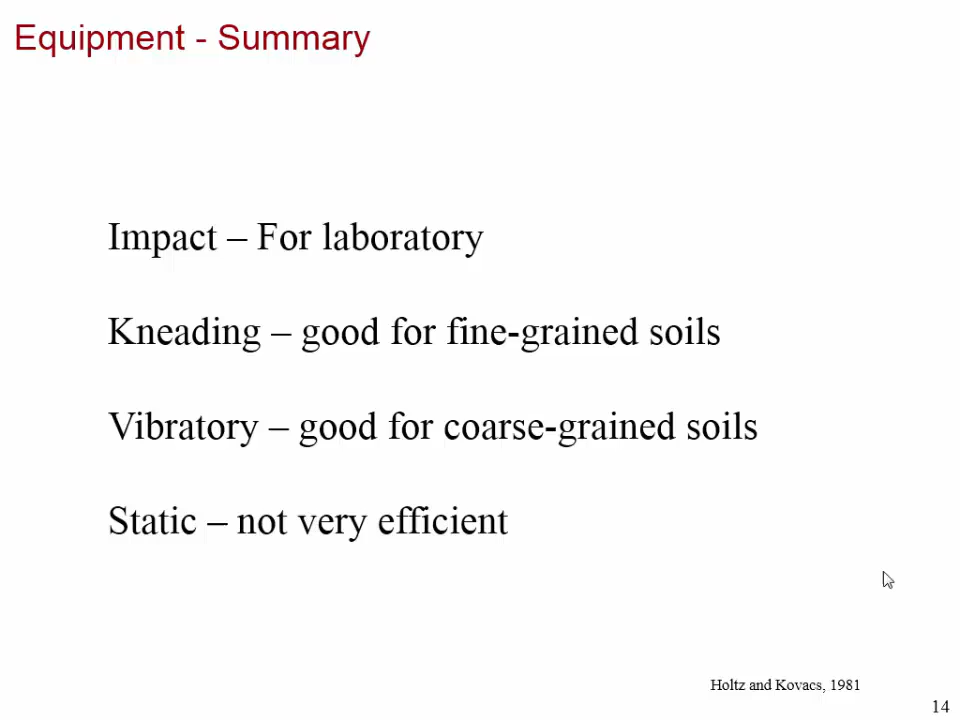 Equipment - Summary
Impact – For laboratory
Kneading – good for fine-grained soils
Vibratory – good for coarse-grained soils
Static – not very efficient
Holtz and Kovacs, 1981
14